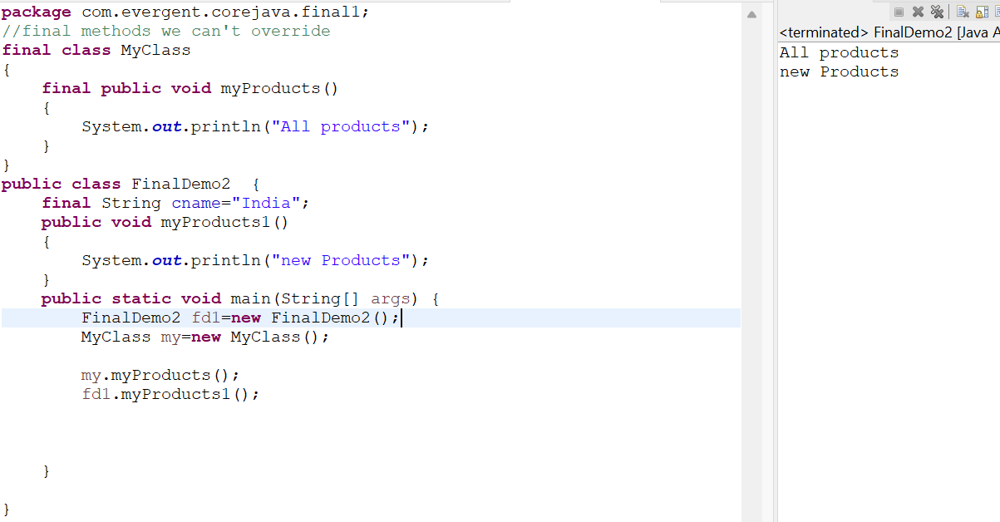 package com.evergent.corejava.final1;
//final methods we can't override
final class MyClass
{
    final public void myProducts()
    {
        System.out.println("All products");
    }
}
public class FinalDemo2  {
    final String cname="India";
    public void myProducts1()
    {
        System.out.println("new Products");
    }
    public static void main(String[] args) {
        FinalDemo2 fd1=new FinalDemo2();
        MyClass my=new MyClass();
        my.myProducts();
        fd1.myProducts1();
    }
}
<terminated> FinalDemo2 [Java A
All products
new Products